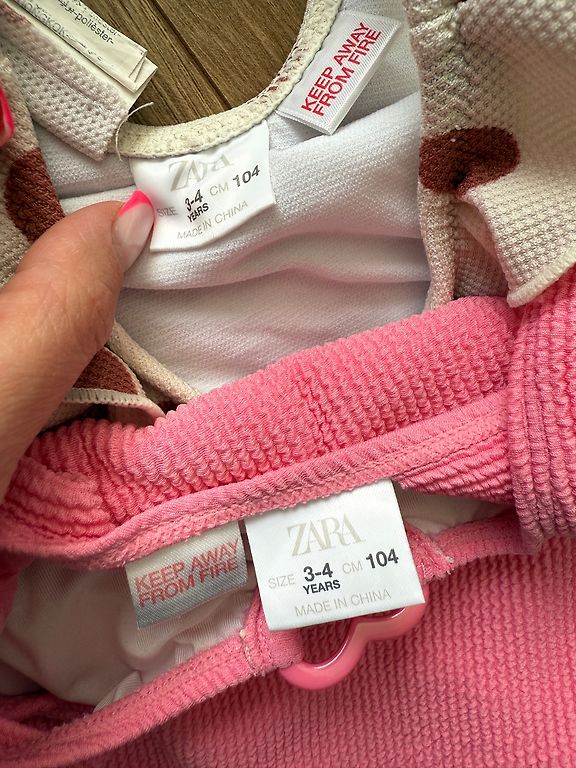 -poliéster-
KEEP AWAY
FROM FIRE
ZARA
SIZE 3-4 CM 104
YEARS
MADE IN CHINA
KEEP AWAY
FROM FIRE
ZARA
SIZE 3-4 CM 104
YEARS
MADE IN CHINA